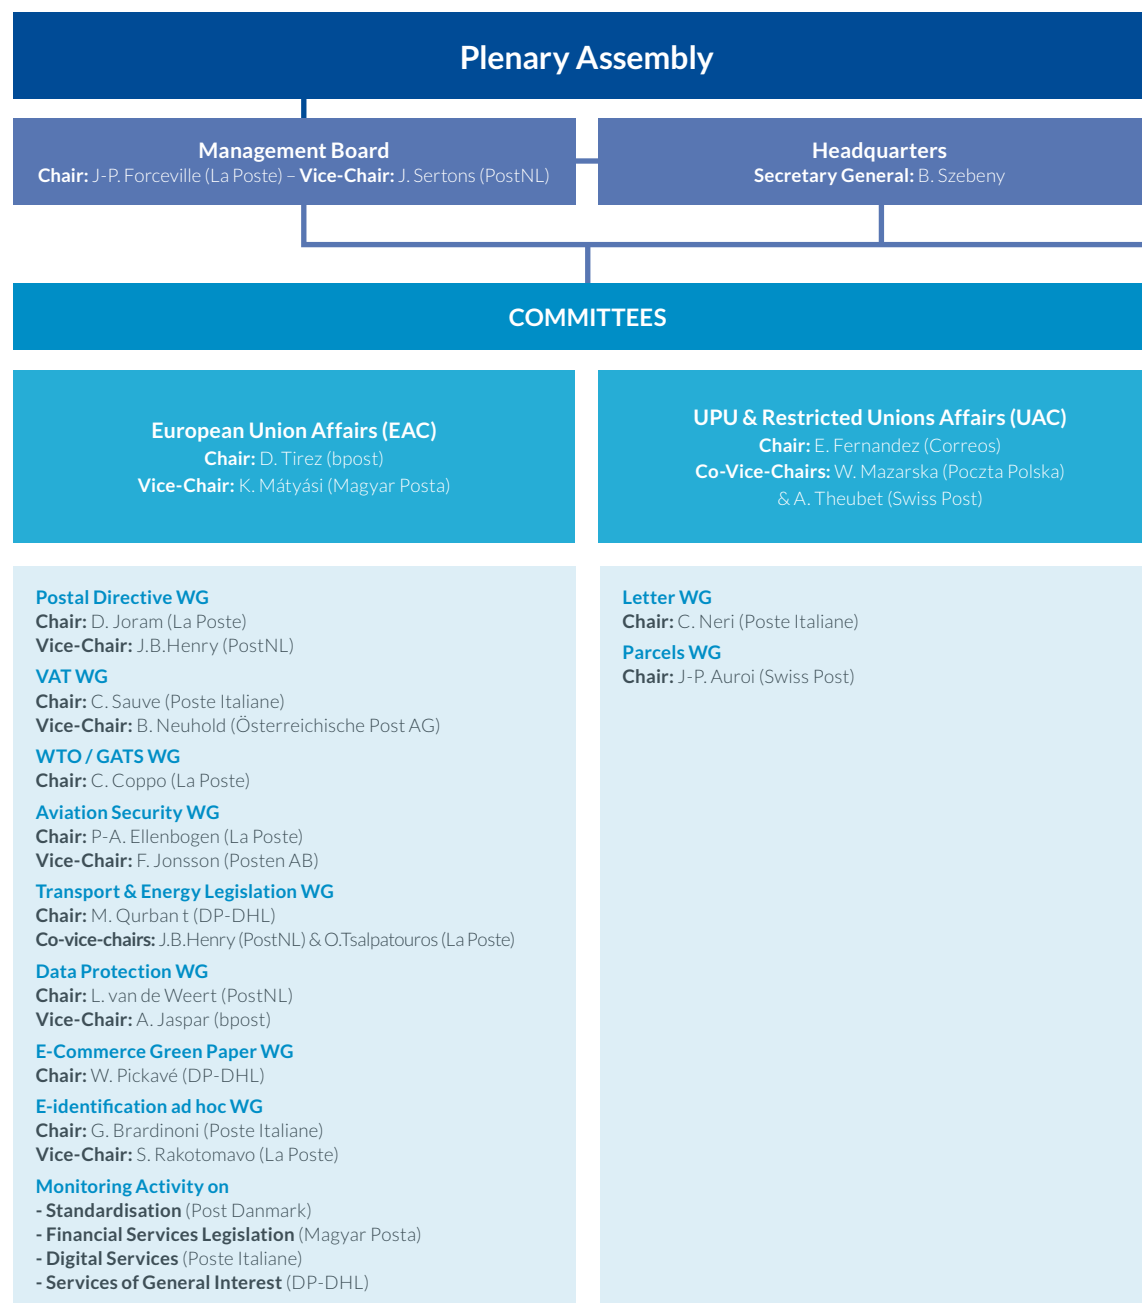 Plenary Assembly
Management Board
Chair: J-P. Forceville (La Poste) – Vice-Chair: J. Sertons (PostNL)
Headquarters
Secretary General: B. Szebeny
COMMITTEES
European Union Affairs (EAC)
Chair: D. Tirez (bpost)
Vice-Chair: K. Mátyási (Magyar Posta)
UPU & Restricted Unions Affairs (UAC)
Chair: E. Fernandez (Correos)
Co-Vice-Chairs: W. Mazarska (Poczta Polska)
& A. Theubet (Swiss Post)
Postal Directive WG
Chair: D. Joram (La Poste)
Vice-Chair: J.B.Henry (PostNL)
VAT WG
Chair: C. Sauve (Poste Italiane)
Vice-Chair: B. Neuhold (Österreichische Post AG)
WTO / GATS WG
Chair: C. Coppo (La Poste)
Aviation Security WG
Chair: P-A. Ellenbogen (La Poste)
Vice-Chair: F. Jonsson (Posten AB)
Transport & Energy Legislation WG
Chair: M. Qurban t (DP-DHL)
Co-vice-chairs: J.B.Henry (PostNL) & O.Tsalpatouros (La Poste)
Data Protection WG
Chair: L. van de Weert (PostNL)
Vice-Chair: A. Jaspar (bpost)
E-Commerce Green Paper WG
Chair: W. Pickavé (DP-DHL)
E-identification ad hoc WG
Chair: G. Brardinoni (Poste Italiane)
Vice-Chair: S. Rakotomavo (La Poste)
Monitoring Activity on
- Standardisation (Post Danmark)
- Financial Services Legislation (Magyar Posta)
- Digital Services (Poste Italiane)
- Services of General Interest (DP-DHL)
Letter WG
Chair: C. Neri (Poste Italiane)
Parcels WG
Chair: J-P. Auroi (Swiss Post)